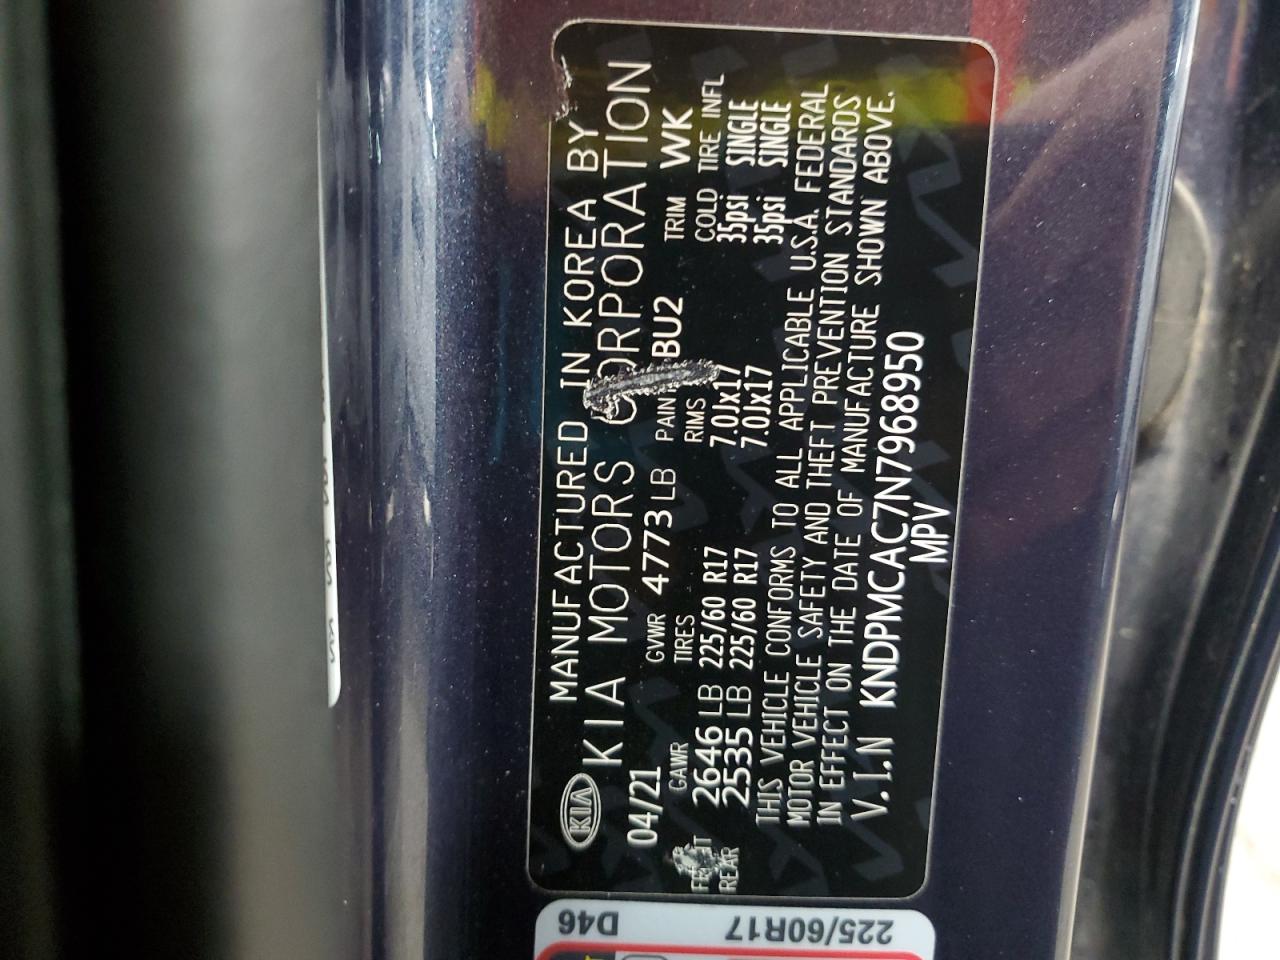 KIA
MANUFACTURED IN KOREA BY
KIA MOTORS CORPORATION
04/21 GVWR 4773 LB PAINT BU2 TRIM WK
GAWR TIRES RIMS COLD TIRE INFL
FRONT 2646 LB 225/60 R17 7.0Jx17 35psi SINGLE
REAR 2535 LB 225/60 R17 7.0Jx17 35psi SINGLE
THIS VEHICLE CONFORMS TO ALL APPLICABLE U.S.A. FEDERAL
MOTOR VEHICLE SAFETY AND THEFT PREVENTION STANDARDS
IN EFFECT ON THE DATE OF MANUFACTURE SHOWN ABOVE.
V.I.N KNDPMCAC7N7968950
MPV
225/60R17 D46